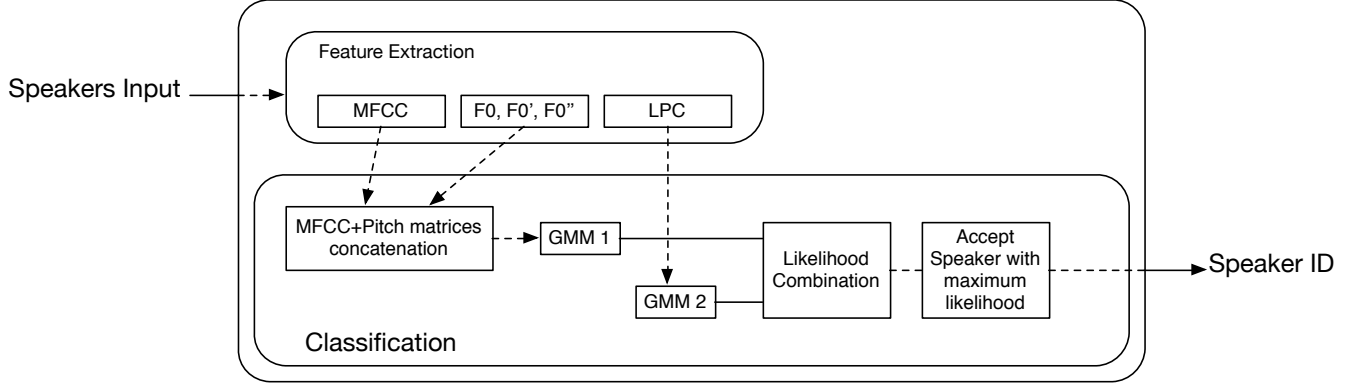 Feature Extraction
Speakers Input
MFCC
F0, F0', F0''
LPC
MFCC+Pitch matrices
concatenation
GMM 1
GMM 2
Likelihood
Combination
Accept
Speaker with
maximum
likelihood
Speaker ID
Classification